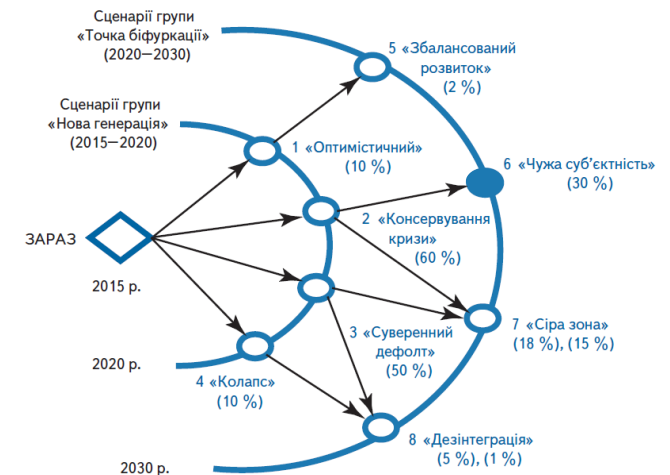 Сценарії групи
«Точка біфуркації»
(2020—2030)
5 «Збалансований
розвиток»
(2 %)
Сценарії групи
«Нова генерація»
(2015—2020)
1 «Оптимістичний»
(10 %)
6 «Чужа суб’єктність»
(30 %)
2 «Консервування
кризи»
(60 %)
ЗАРАЗ
2015 р.
3 «Суверенний
дефолт»
(50 %)
7 «Сіра зона»
(18 %), (15 %)
2020 р.
4 «Колапс»
(10 %)
8 «Дезінтеграція»
(5 %), (1 %)
2030 р.